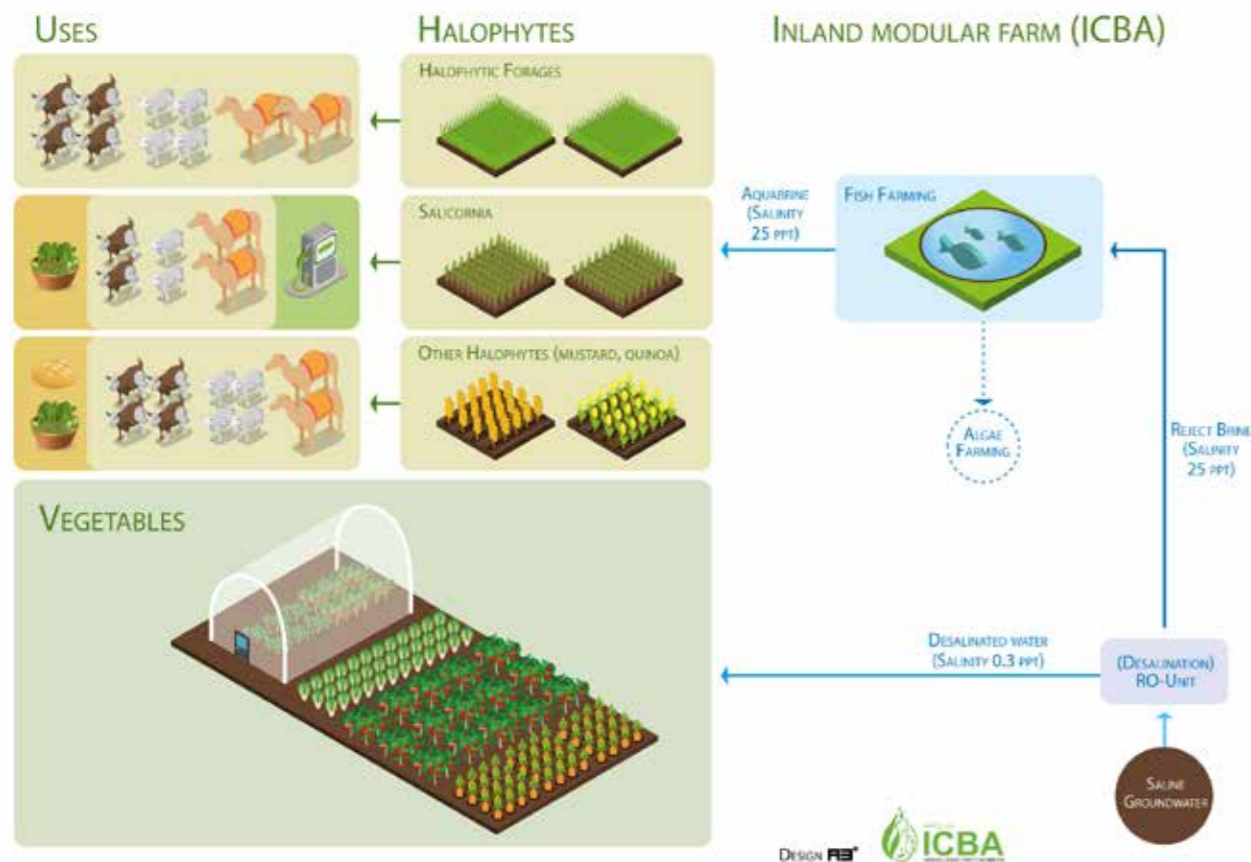 USES
HALOPHYTES
INLAND MODULAR FARM (ICBA)
HALOPHYTIC FORAGES
SALICORNIA
OTHER HALOPHYTES (MUSTARD, QUINOA)
AQUABRINE
(SALINITY
25 PPT)
FISH FARMING
ALGAE
FARMING
REJECT BRINE
(SALINITY
25 PPT)
VEGETABLES
DESALINATED WATER
(SALINITY 0.3 PPT)
(DESALINATION)
RO-UNIT
SALINE
GROUNDWATER
DESIGN
ICBA